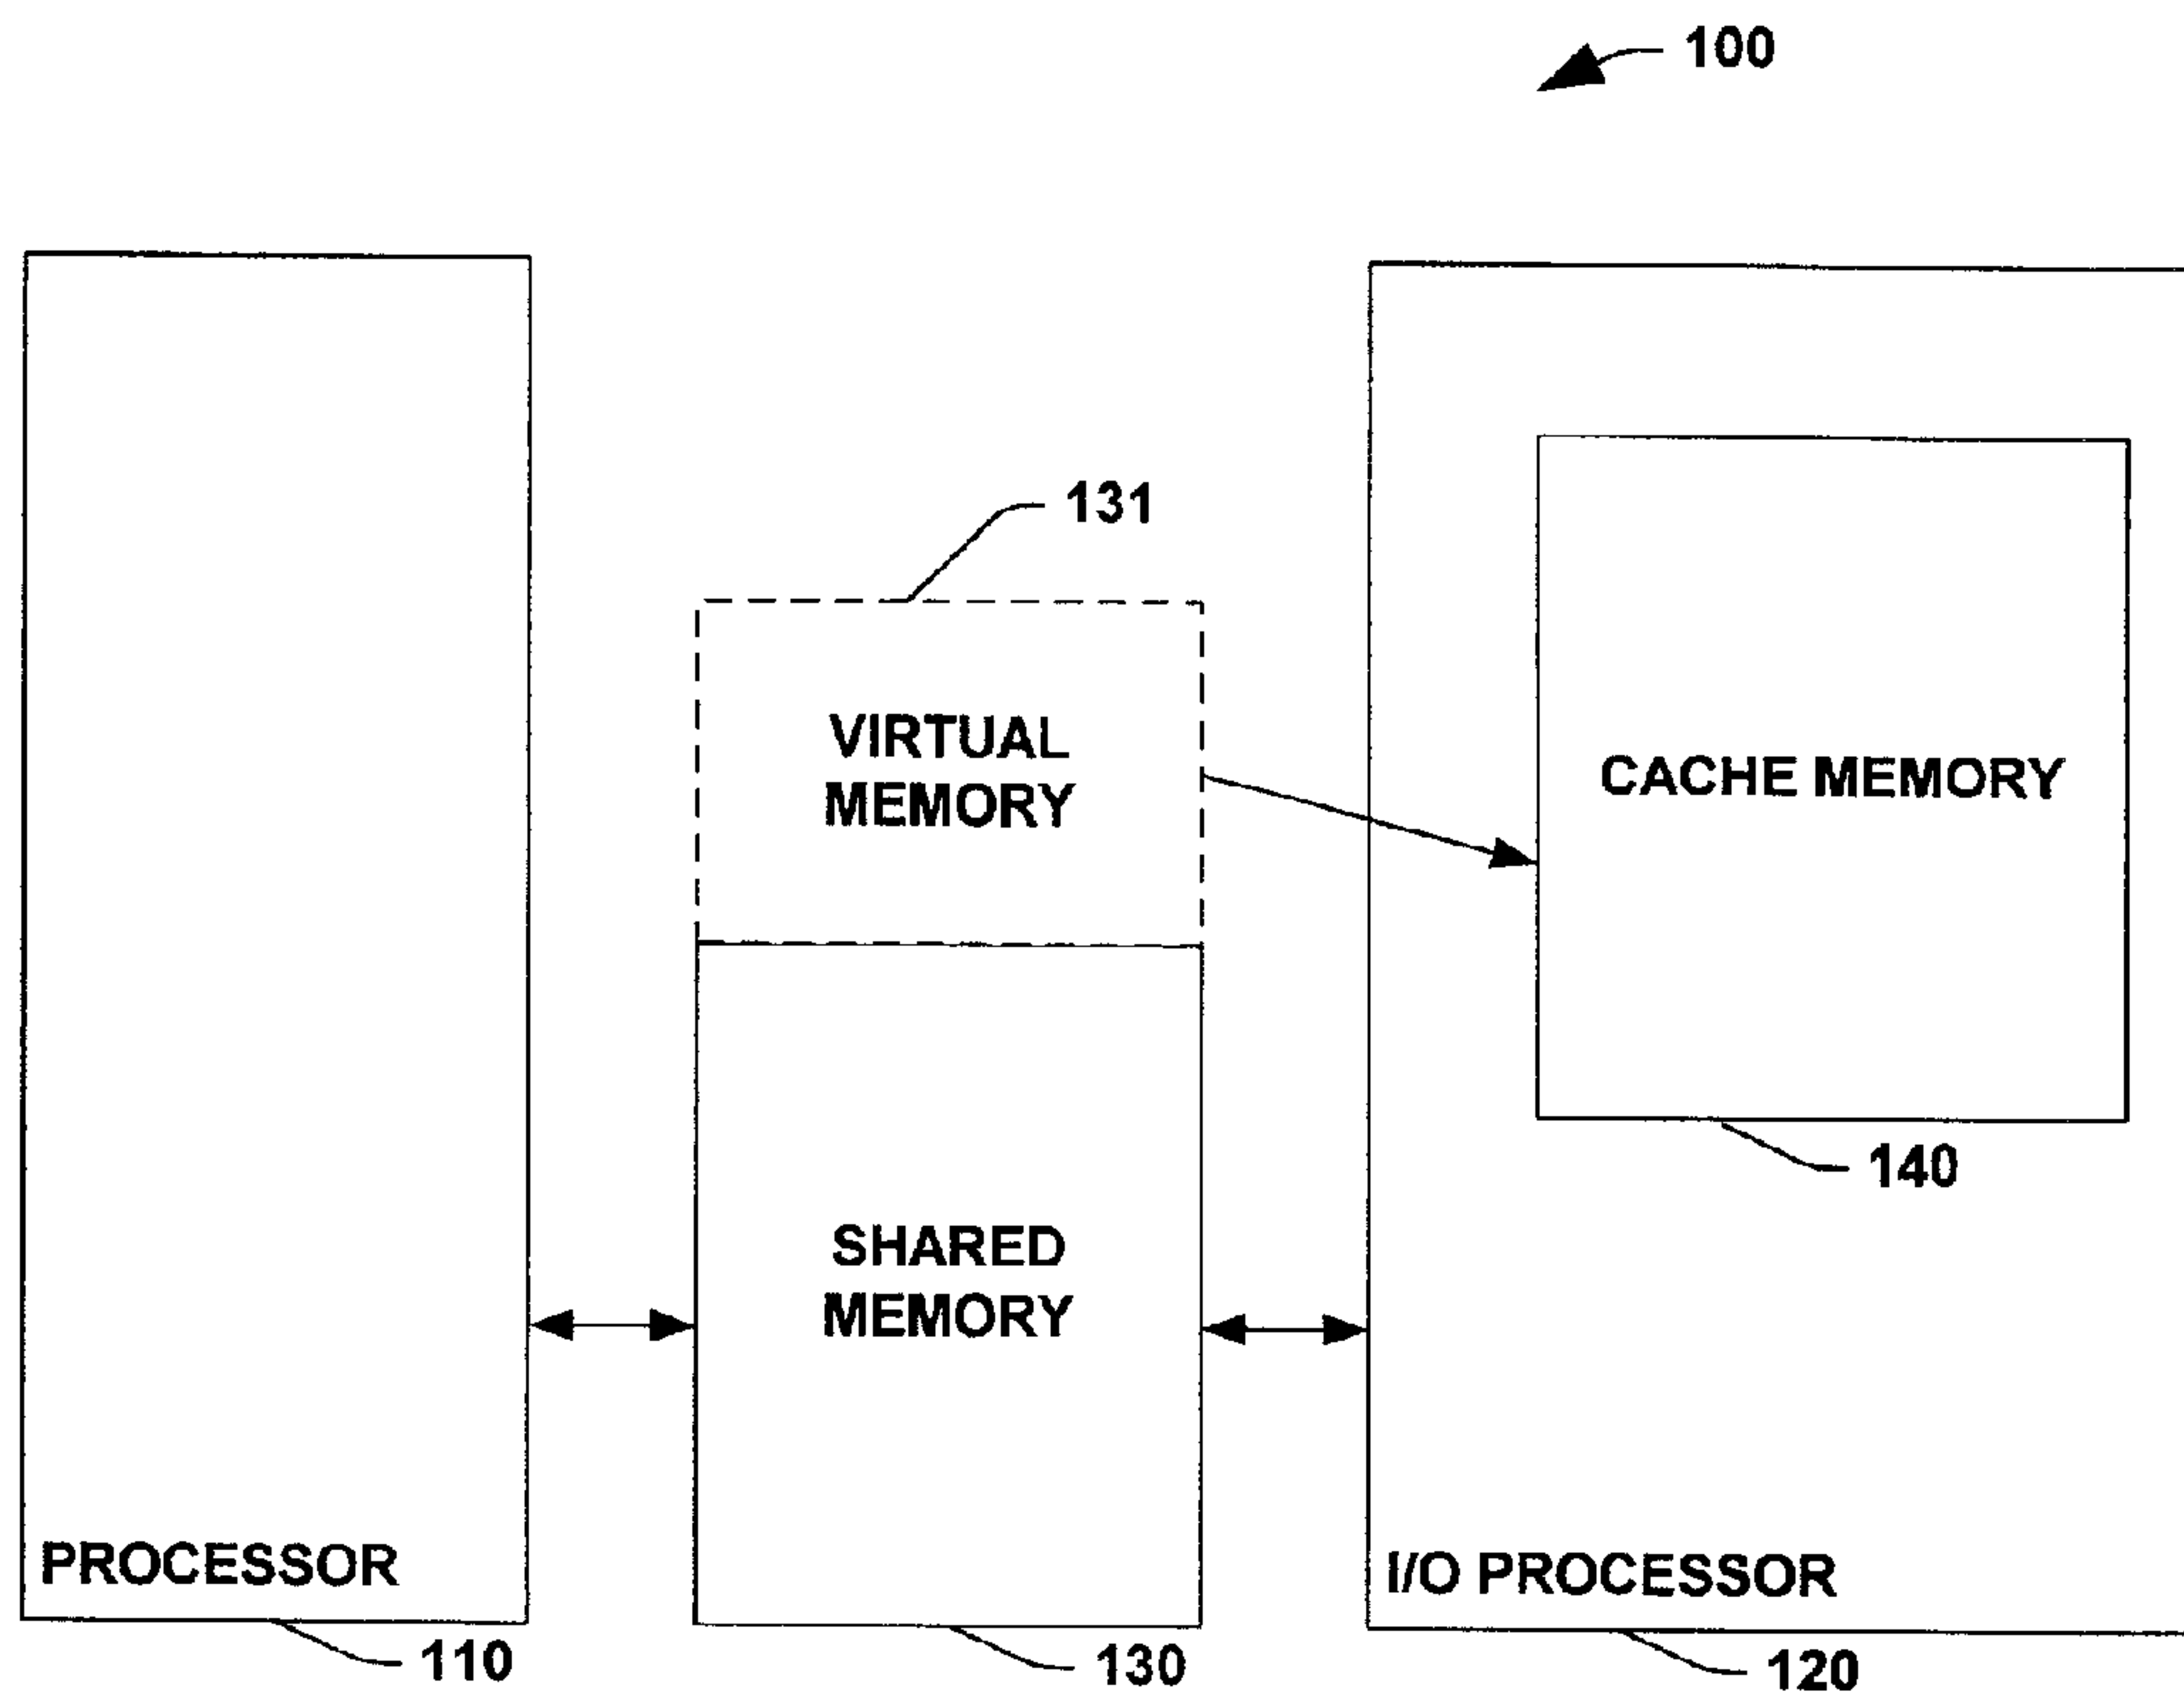 100
131
VIRTUAL
MEMORY
CACHE MEMORY
140
SHARED
MEMORY
PROCESSOR
I/O PROCESSOR
110
130
120